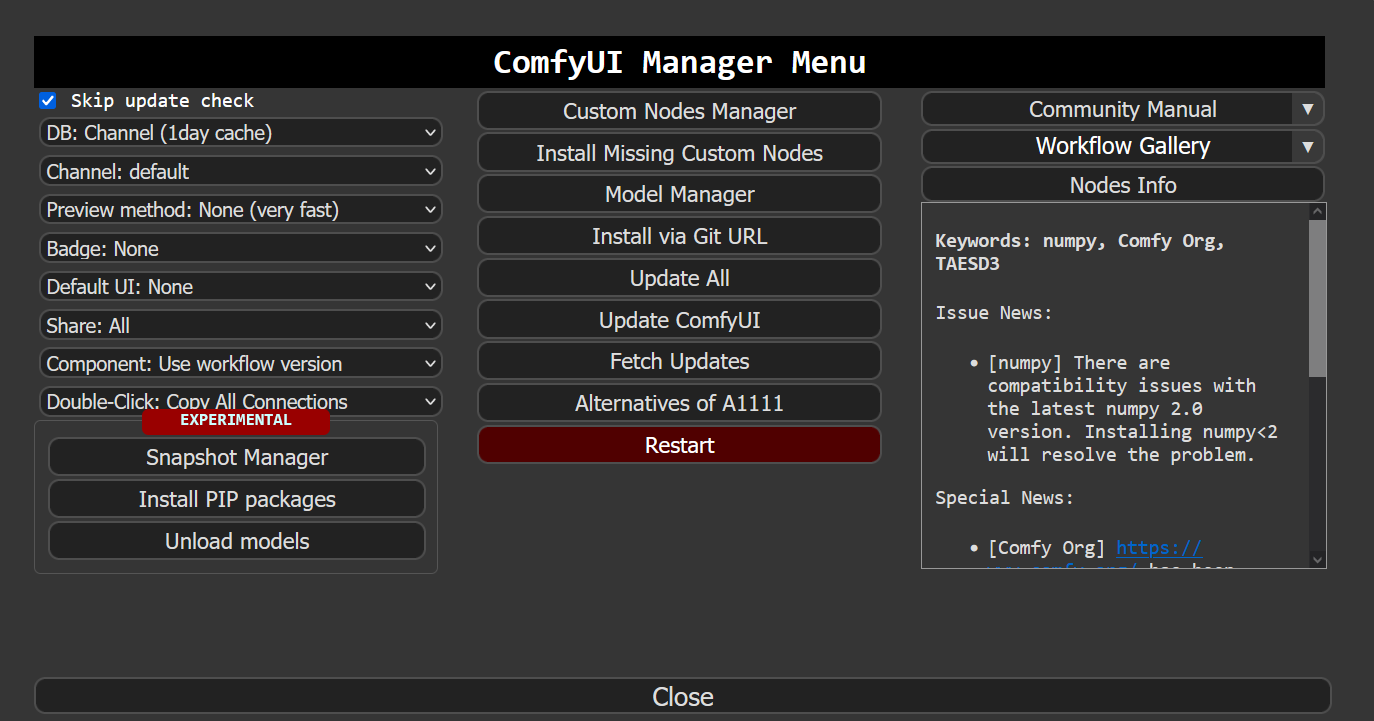 ComfyUI Manager Menu
Skip update check
DB: Channel (1day cache)
Channel: default
Preview method: None (very fast)
Badge: None
Default UI: None
Share: All
Component: Use workflow version
Double-Click: Copy All Connections
EXPERIMENTAL
Snapshot Manager
Install PIP packages
Unload models
Custom Nodes Manager
Install Missing Custom Nodes
Model Manager
Install via Git URL
Update All
Update ComfyUI
Fetch Updates
Alternatives of A1111
Restart
Community Manual ▼
Workflow Gallery ▼
Nodes Info
Keywords: numpy, Comfy Org,
TAESD3
Issue News:
• [numpy] There are
compatibility issues with
the latest numpy 2.0
version. Installing numpy<2
will resolve the problem.
Special News:
• [Comfy Org] https://
www.comfy.org/ has been
Close